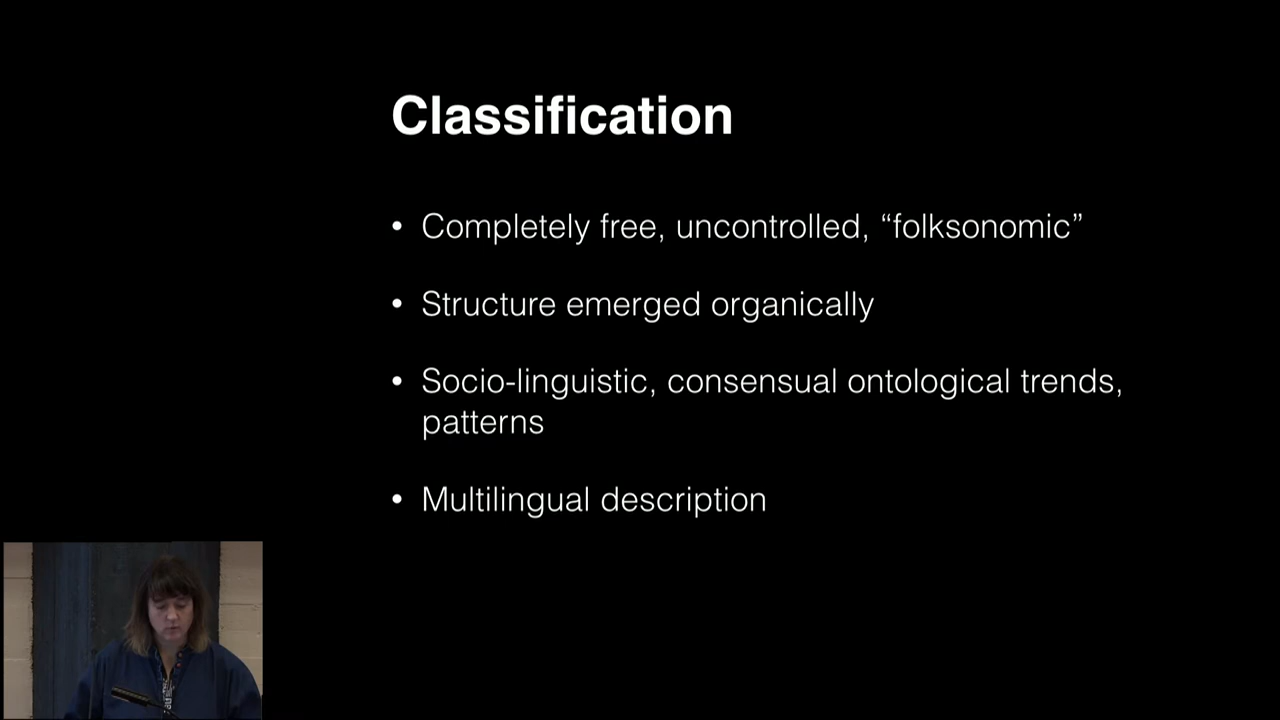 Classification
• Completely free, uncontrolled, “folksonomic”
• Structure emerged organically
• Socio-linguistic, consensual ontological trends,
patterns
• Multilingual description